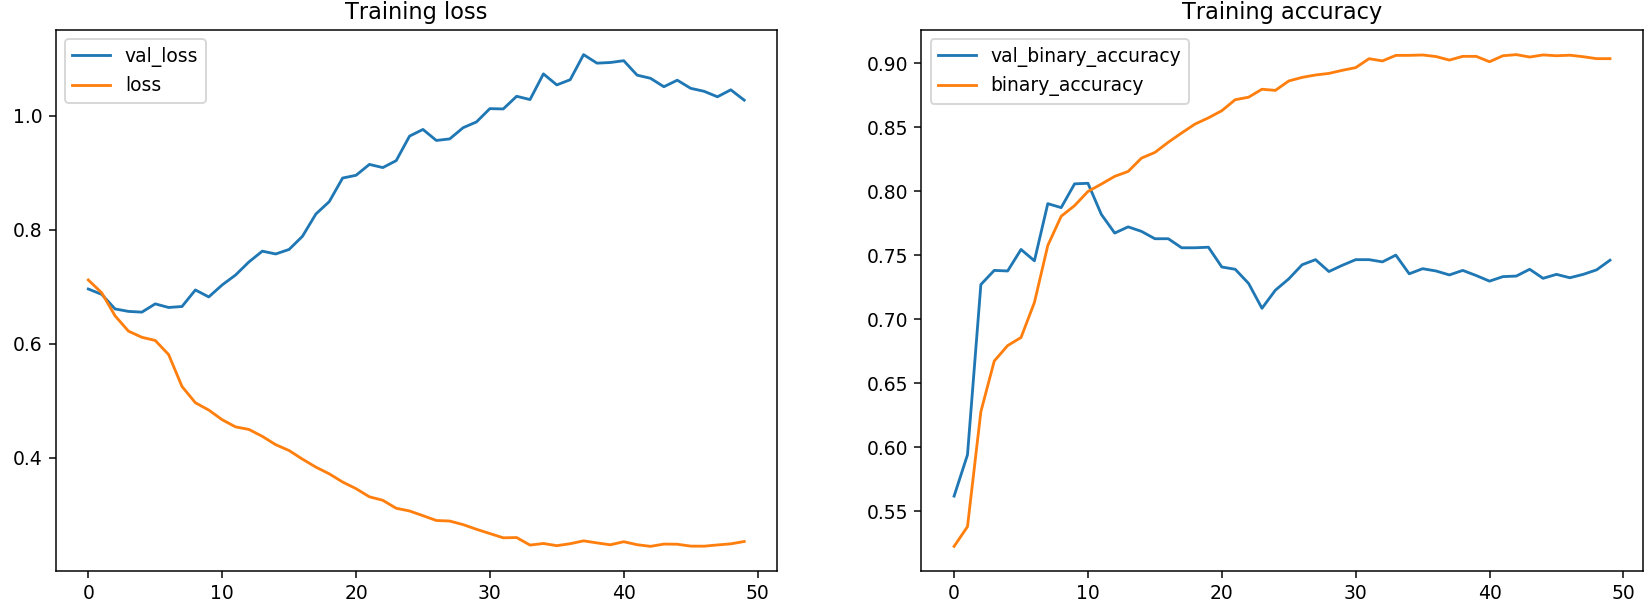 Training loss
val_loss
loss
1.0
0.8
0.6
0.4
0 10 20 30 40 50
Training accuracy
val_binary_accuracy
binary_accuracy
0.90
0.85
0.80
0.75
0.70
0.65
0.60
0.55
0 10 20 30 40 50